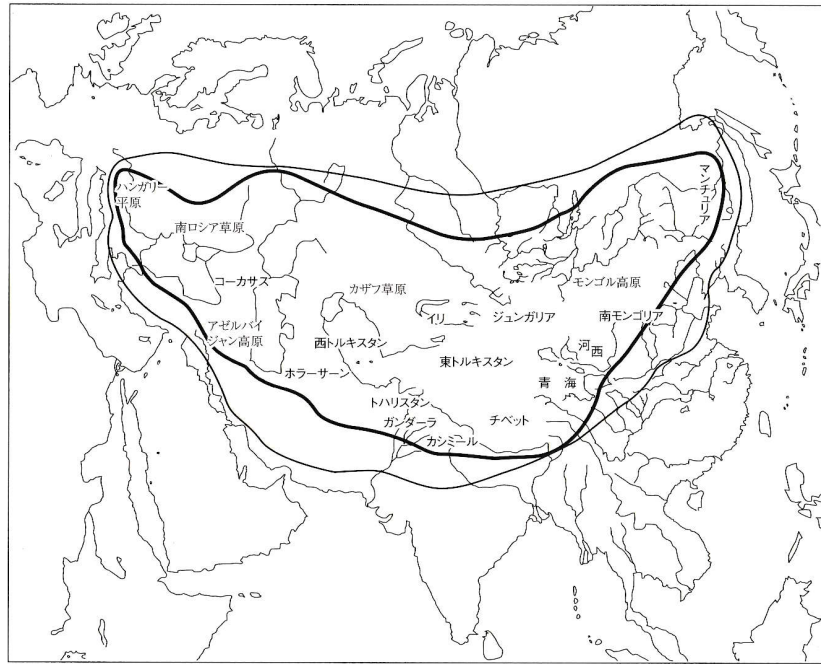 ハンガリー
平原
南ロシア草原
コーカサス
アゼルバイ
ジャン高原
カザフ草原
西トルキスタン
ホラーサーン
イリ
ジュンガリア
東トルキスタン
トハリスタン
ガンダーラ
カシミール
チベット
青海
河西
南モンゴリア
モンゴル高原
マンチュリア